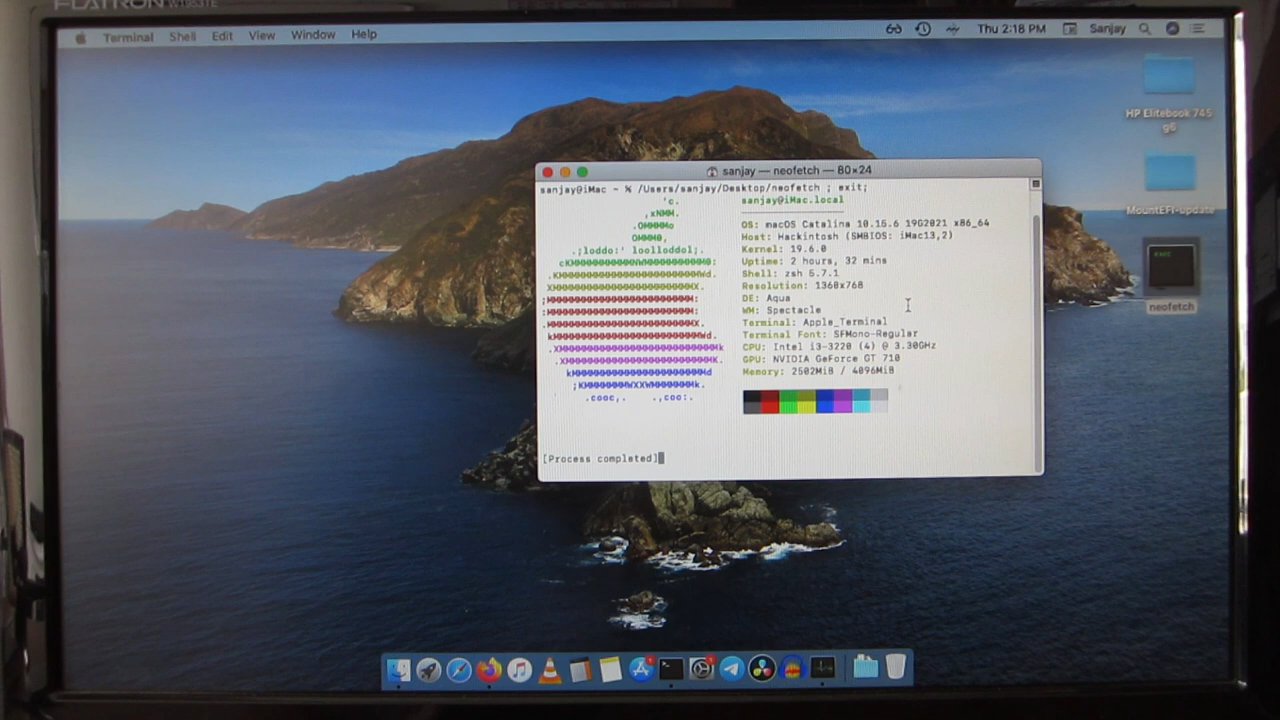 FLATRON W1953TE
Terminal Shell Edit View Window Help
Thu 2:18 PM Sanjay
HP Elitebook 745
g6
MountEFI-update
exec
neofetch
sanjay — neofetch — 80×24
sanjay@iMac ~ % /Users/sanjay/Desktop/neofetch ; exit;
sanjay@iMac.local
OS: macOS Catalina 10.15.6 19G2021 x86_64
Host: Hackintosh (SMBIOS: iMac13,2)
Kernel: 19.6.0
Uptime: 2 hours, 32 mins
Shell: zsh 5.7.1
Resolution: 1360x768
DE: Aqua
WM: Spectacle
Terminal: Apple_Terminal
Terminal Font: SFMono-Regular
CPU: Intel i3-3220 (4) @ 3.30GHz
GPU: NVIDIA GeForce GT 710
Memory: 2502MiB / 4096MiB
[Process completed]